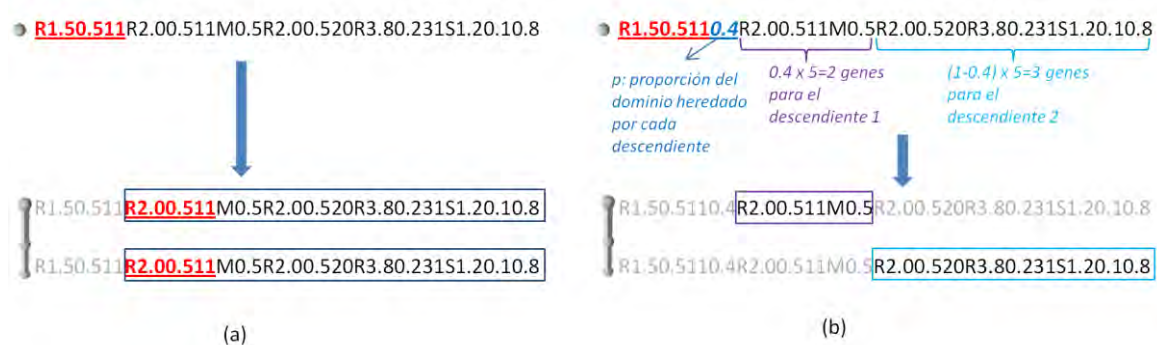 R1.50.511R2.00.511M0.5R2.00.520R3.80.231S1.20.10.8
R1.50.511R2.00.511M0.5R2.00.520R3.80.231S1.20.10.8
R1.50.511R2.00.511M0.5R2.00.520R3.80.231S1.20.10.8
(a)
R1.50.5110.4R2.00.511M0.5R2.00.520R3.80.231S1.20.10.8
p: proporción del
dominio heredado
por cada
descendiente
0.4 x 5=2 genes
para el
descendiente 1
(1-0.4) x 5=3 genes
para el
descendiente 2
R1.50.5110.4R2.00.511M0.5R2.00.520R3.80.231S1.20.10.8
R1.50.5110.4R2.00.511M0.5R2.00.520R3.80.231S1.20.10.8
(b)